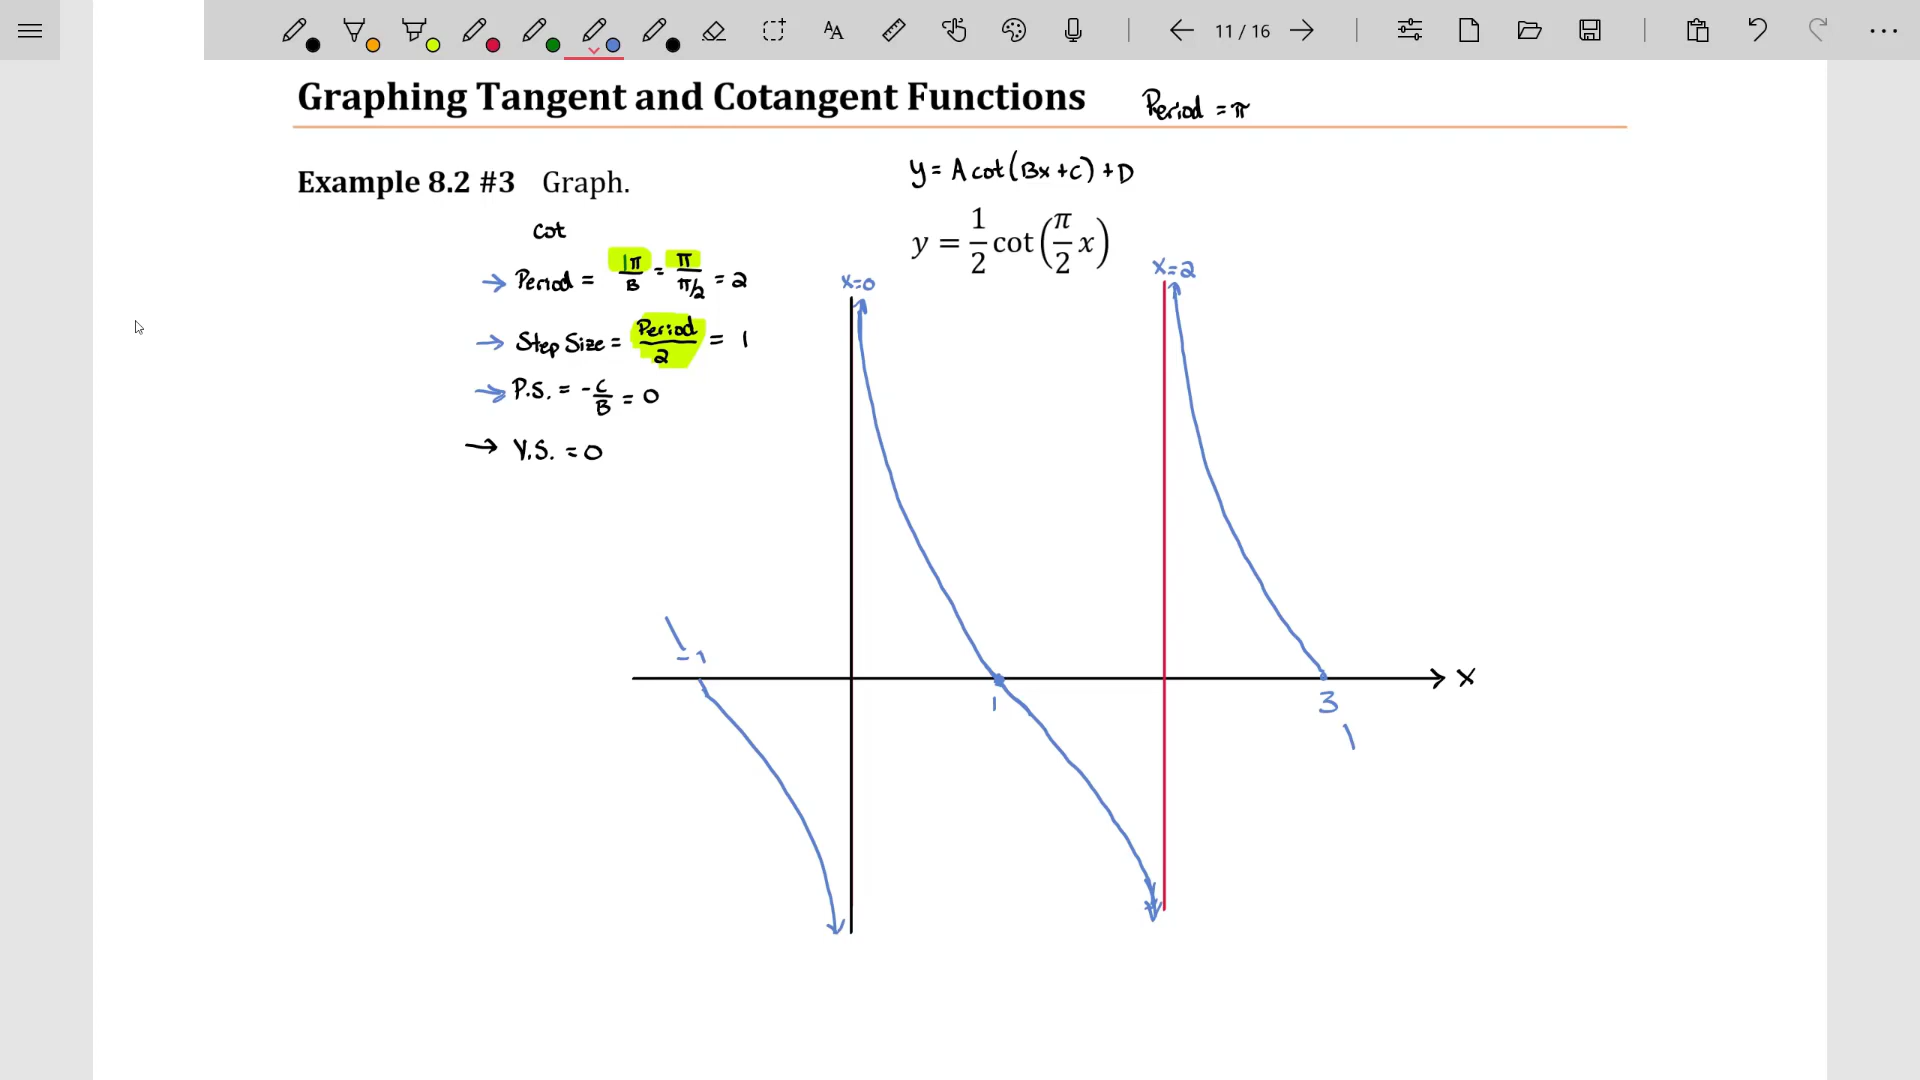 11 / 16
Graphing Tangent and Cotangent Functions Period = π
y = A cot(Bx + C) + D
Example 8.2 #3 Graph.
y = 1/2 cot(π/2 x)
cot
→ Period = 1π/B = π/π/2 = 2
→ Step Size = Period/2 = 1
→ P.S. = -C/B = 0
→ V.S. = 0
x=0
x=2
-1
x
1
3